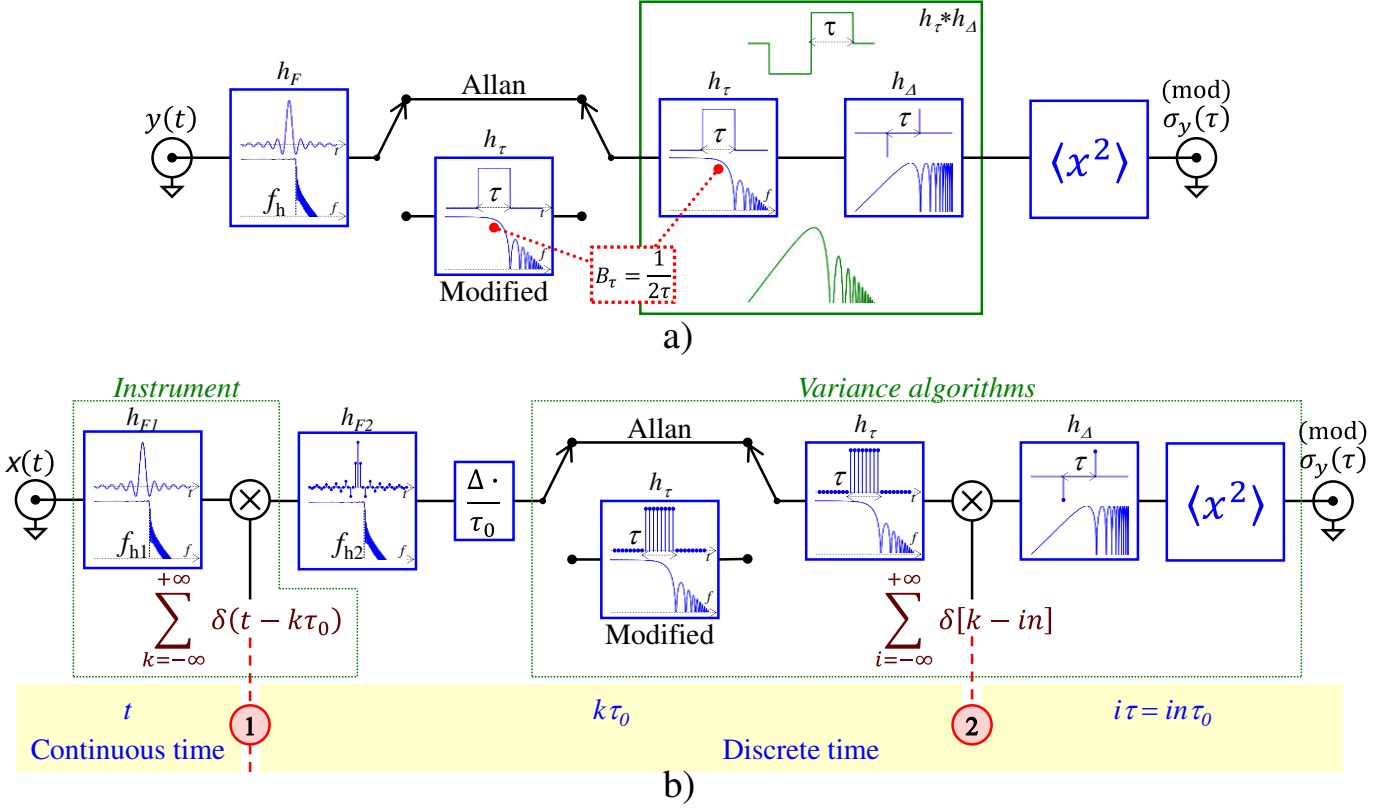 h_τ*h_Δ
τ
(mod)
y(t)
h_F
Allan
h_τ
h_Δ
σ_y(τ)
t
f_h
f
h_τ
τ
t
f
Modified
τ
f
τ
⟨x²⟩
B_τ = 1/2τ
a)
Instrument
Variance algorithms
x(t)
h_F1
h_F2
Allan
h_τ
h_Δ
(mod)
σ_y(τ)
t
f_h1
f
t
f_h2
f
Δ ·
τ_0
h_τ
τ
t
f
Modified
τ
t
f
τ
⟨x²⟩
+∞
∑ δ(t − kτ_0)
k=−∞
+∞
∑ δ[k − in]
i=−∞
t
1
kτ_0
2
iτ = inτ_0
Continuous time
Discrete time
b)